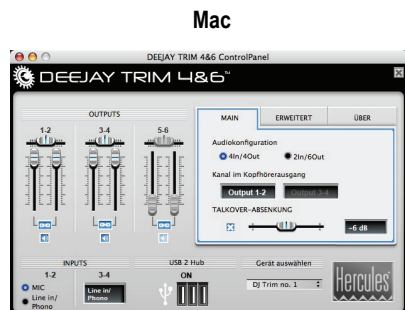 Mac
DEEJAY TRIM 4&6 ControlPanel
DEEJAY TRIM 4&6™
OUTPUTS
1-2 3-4 5-6
MAIN ERWEITERT ÜBER
Audiokonfiguration
4In/4Out 2In/6Out
Kanal im Kopfhörerausgang
Output 1-2 Output 3-4
TALKOVER-ABSENKUNG
-6 dB
INPUTS
1-2 3-4
MIC
Line in/
Phono
Line in/
Phono
USB 2 Hub
ON
Gerät auswählen
DJ Trim no. 1
Hercules